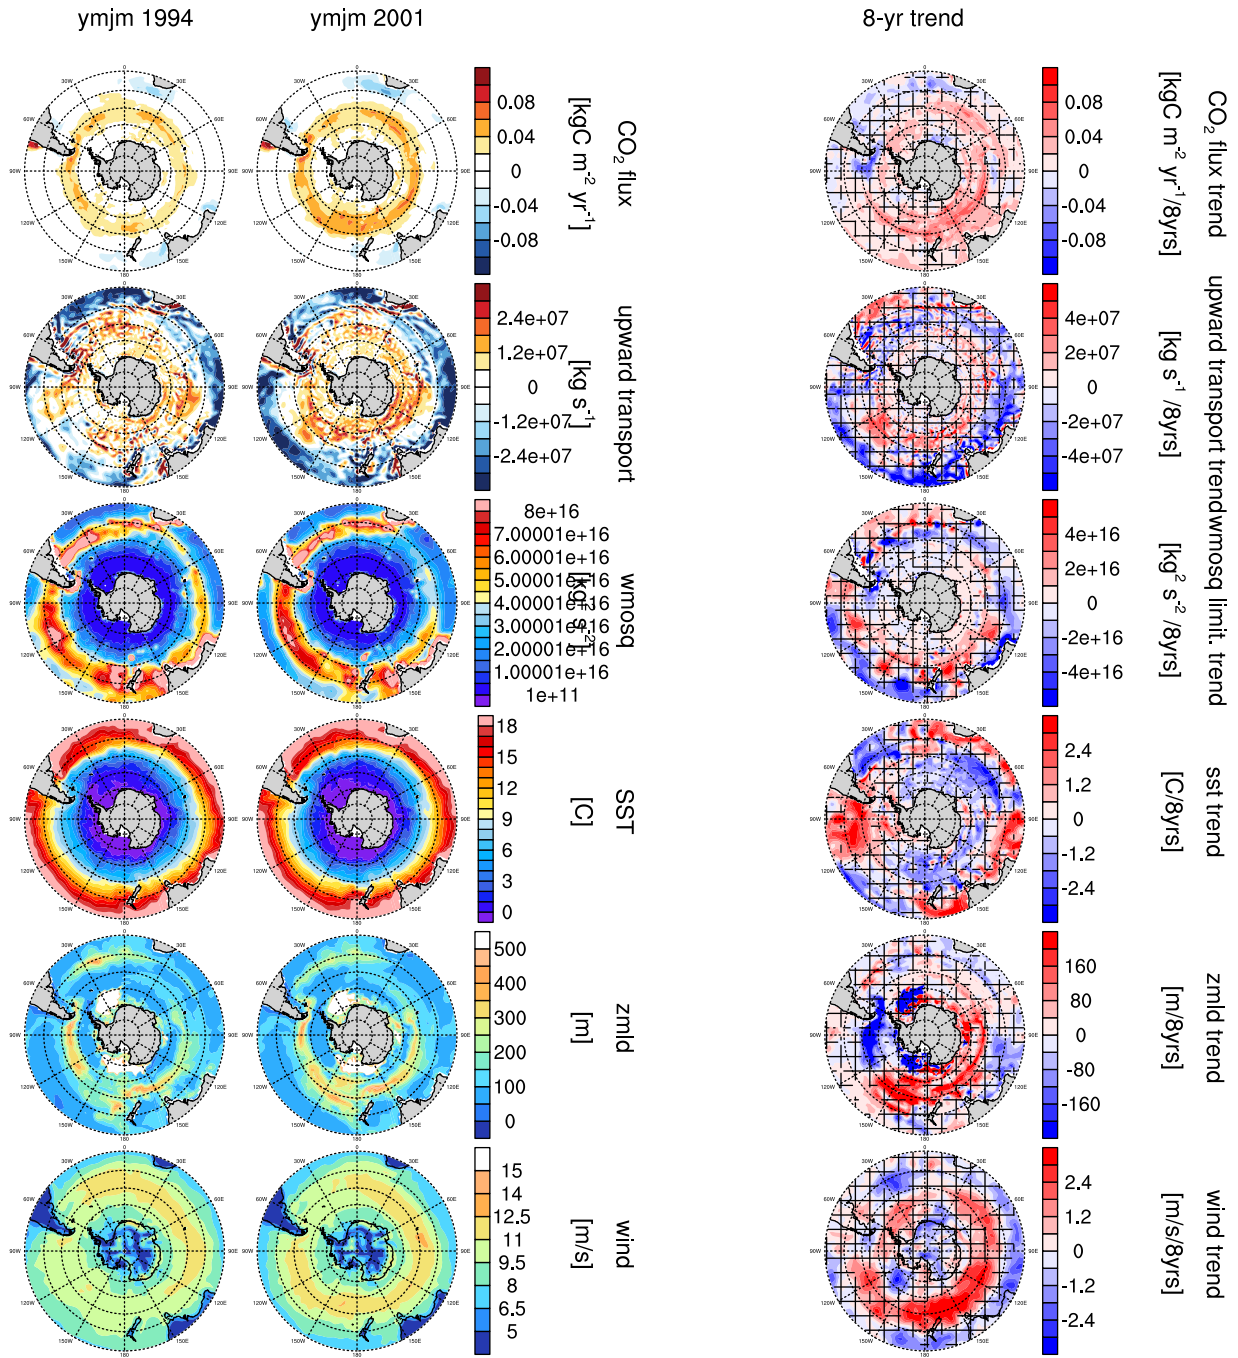 ymjm 1994
ymjm 2001
8-yr trend
0.08
0.04
0
-0.04
-0.08
[kgC m⁻² yr⁻¹]
CO₂ flux
0.08
0.04
0
-0.04
-0.08
[kgC m⁻² yr⁻¹/8yrs]
CO₂ flux trend
2.4e+07
1.2e+07
0
-1.2e+07
-2.4e+07
[kg s⁻¹]
upward transport
4e+07
2e+07
0
-2e+07
-4e+07
[kg s⁻¹/8yrs]
upward transport trend
8e+16
7.00001e+16
6.00001e+16
5.00001e+16
4.00001e+16
3.00001e+16
2.00001e+16
1.00001e+16
1e+11
[kg² s⁻²]
wmosq
4e+16
2e+16
0
-2e+16
-4e+16
[kg² s⁻²/8yrs]
wmosq limit. trend
18
15
12
9
6
3
0
[C]
SST
2.4
1.2
0
-1.2
-2.4
[C/8yrs]
sst trend
500
400
300
200
100
0
[m]
zmld
160
80
0
-80
-160
[m/8yrs]
zmld trend
15
14
12.5
11
9.5
8
6.5
5
[m/s]
wind
2.4
1.2
0
-1.2
-2.4
[m/s/8yrs]
wind trend